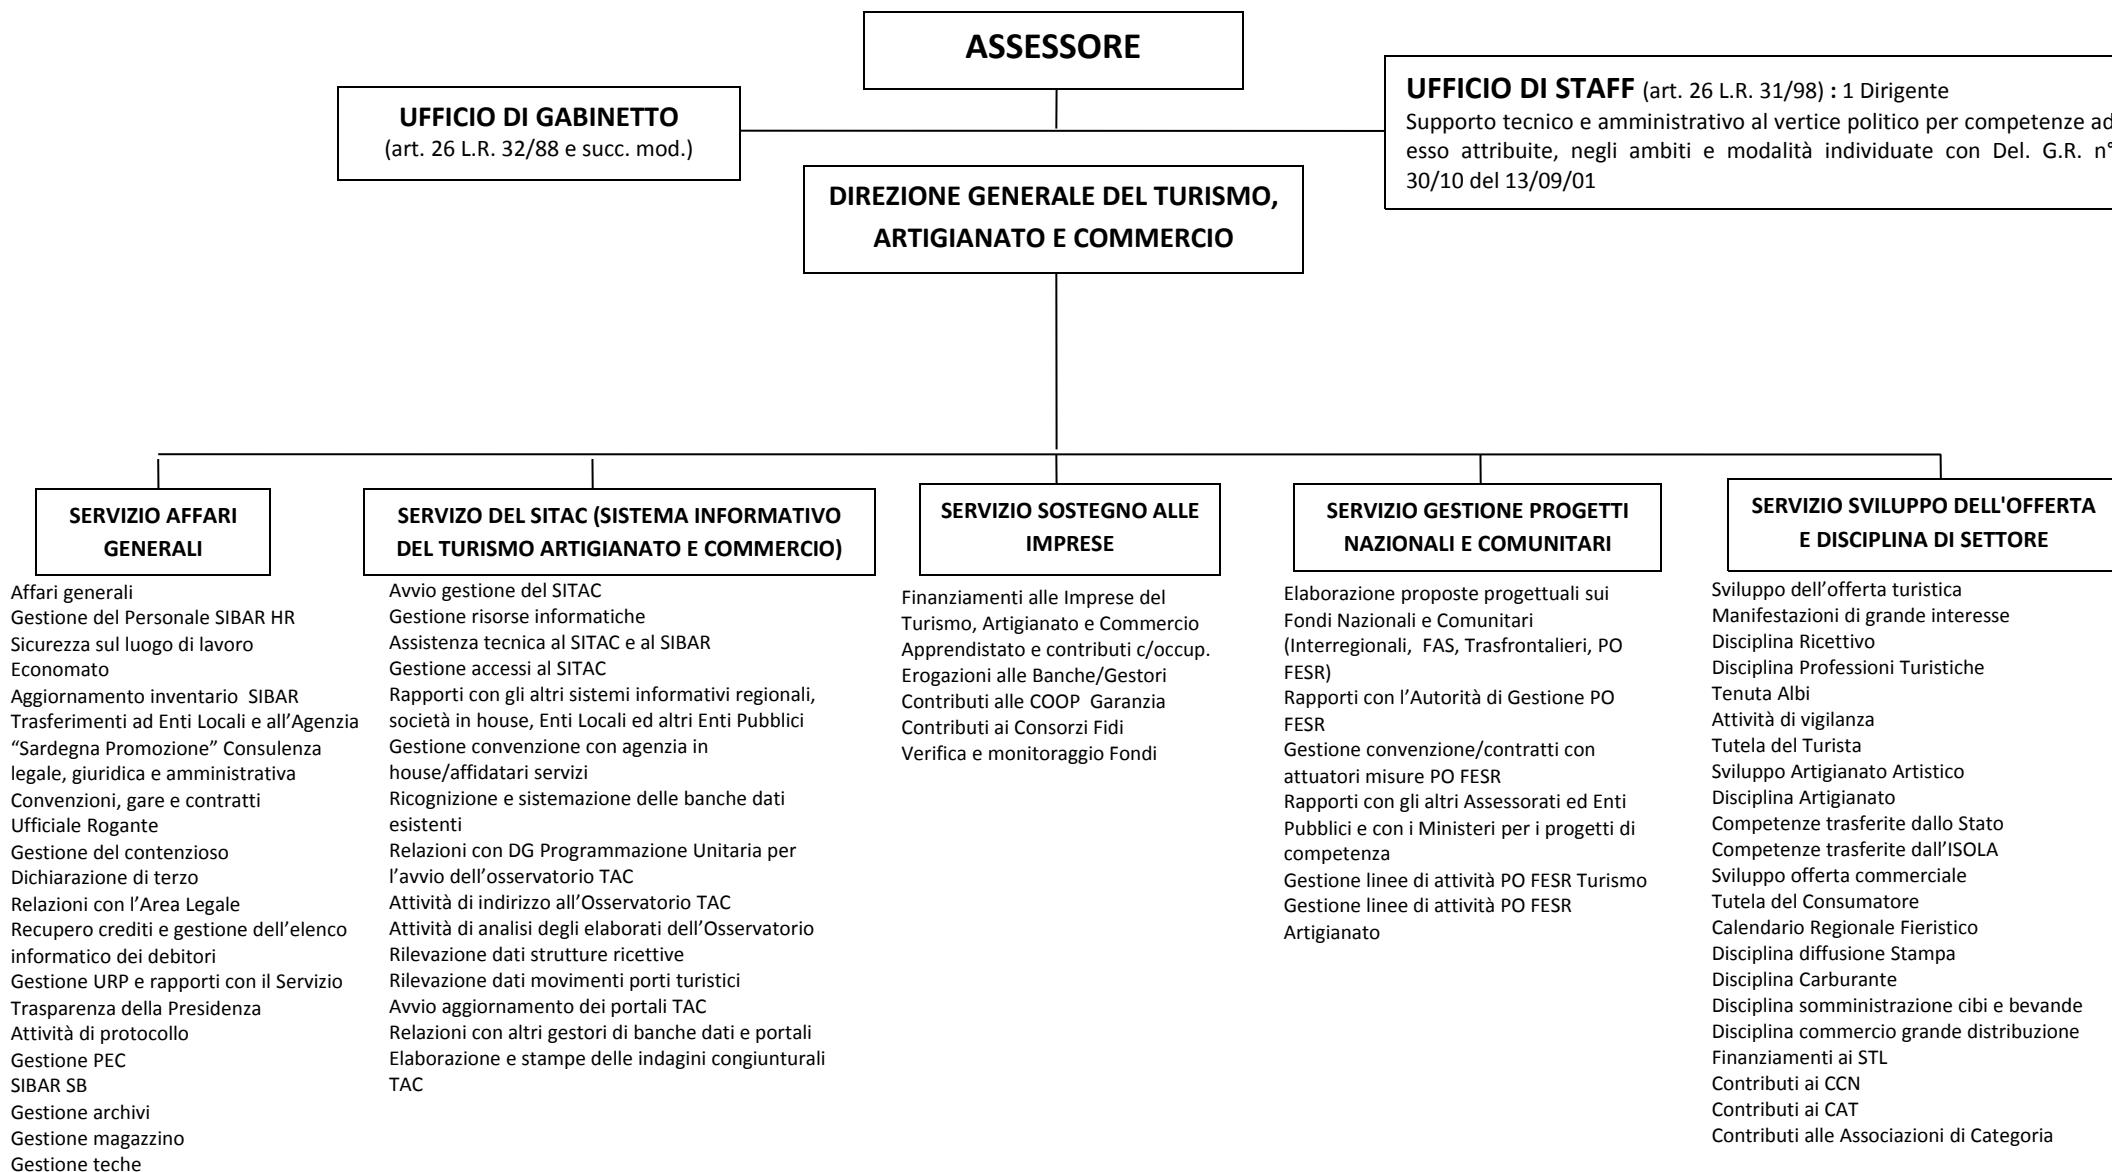 ASSESSORE
UFFICIO DI GABINETTO
(art. 26 L.R. 32/88 e succ. mod.)
UFFICIO DI STAFF (art. 26 L.R. 31/98) : 1 Dirigente
Supporto tecnico e amministrativo al vertice politico per competenze ad
esso attribuite, negli ambiti e modalità individuate con Del. G.R. n°
30/10 del 13/09/01
DIREZIONE GENERALE DEL TURISMO,
ARTIGIANATO E COMMERCIO
SERVIZIO AFFARI
GENERALI
Affari generali
Gestione del Personale SIBAR HR
Sicurezza sul luogo di lavoro
Economato
Aggiornamento inventario SIBAR
Trasferimenti ad Enti Locali e all’Agenzia
“Sardegna Promozione” Consulenza
legale, giuridica e amministrativa
Convenzioni, gare e contratti
Ufficiale Rogante
Gestione del contenzioso
Dichiarazione di terzo
Relazioni con l’Area Legale
Recupero crediti e gestione dell’elenco
informatico dei debitori
Gestione URP e rapporti con il Servizio
Trasparenza della Presidenza
Attività di protocollo
Gestione PEC
SIBAR SB
Gestione archivi
Gestione magazzino
Gestione teche
SERVIZO DEL SITAC (SISTEMA INFORMATIVO
DEL TURISMO ARTIGIANATO E COMMERCIO)
Avvio gestione del SITAC
Gestione risorse informatiche
Assistenza tecnica al SITAC e al SIBAR
Gestione accessi al SITAC
Rapporti con gli altri sistemi informativi regionali,
società in house, Enti Locali ed altri Enti Pubblici
Gestione convenzione con agenzia in
house/affidatari servizi
Ricognizione e sistemazione delle banche dati
esistenti
Relazioni con DG Programmazione Unitaria per
l’avvio dell’osservatorio TAC
Attività di indirizzo all’Osservatorio TAC
Attività di analisi degli elaborati dell’Osservatorio
Rilevazione dati strutture ricettive
Rilevazione dati movimenti porti turistici
Avvio aggiornamento dei portali TAC
Relazioni con altri gestori di banche dati e portali
Elaborazione e stampe delle indagini congiunturali
TAC
SERVIZIO SOSTEGNO ALLE
IMPRESE
Finanziamenti alle Imprese del
Turismo, Artigianato e Commercio
Apprendistato e contributi c/occup.
Erogazioni alle Banche/Gestori
Contributi alle COOP Garanzia
Contributi ai Consorzi Fidi
Verifica e monitoraggio Fondi
SERVIZIO GESTIONE PROGETTI
NAZIONALI E COMUNITARI
Elaborazione proposte progettuali sui
Fondi Nazionali e Comunitari
(Interregionali, FAS, Trasfrontalieri, PO
FESR)
Rapporti con l’Autorità di Gestione PO
FESR
Gestione convenzione/contratti con
attuatori misure PO FESR
Rapporti con gli altri Assessorati ed Enti
Pubblici e con i Ministeri per i progetti di
competenza
Gestione linee di attività PO FESR Turismo
Gestione linee di attività PO FESR
Artigianato
SERVIZIO SVILUPPO DELL'OFFERTA
E DISCIPLINA DI SETTORE
Sviluppo dell’offerta turistica
Manifestazioni di grande interesse
Disciplina Ricettivo
Disciplina Professioni Turistiche
Tenuta Albi
Attività di vigilanza
Tutela del Turista
Sviluppo Artigianato Artistico
Disciplina Artigianato
Competenze trasferite dallo Stato
Competenze trasferite dall’ISOLA
Sviluppo offerta commerciale
Tutela del Consumatore
Calendario Regionale Fieristico
Disciplina diffusione Stampa
Disciplina Carburante
Disciplina somministrazione cibi e bevande
Disciplina commercio grande distribuzione
Finanziamenti ai STL
Contributi ai CCN
Contributi ai CAT
Contributi alle Associazioni di Categoria